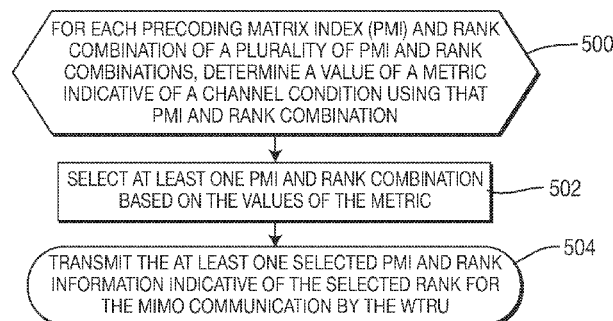 FOR EACH PRECODING MATRIX INDEX (PMI) AND RANK
COMBINATION OF A PLURALITY OF PMI AND RANK
COMBINATIONS, DETERMINE A VALUE OF A METRIC
INDICATIVE OF A CHANNEL CONDITION USING THAT
PMI AND RANK COMBINATION
500
SELECT AT LEAST ONE PMI AND RANK COMBINATION
BASED ON THE VALUES OF THE METRIC
502
TRANSMIT THE AT LEAST ONE SELECTED PMI AND RANK
INFORMATION INDICATIVE OF THE SELECTED RANK FOR
THE MIMO COMMUNICATION BY THE WTRU
504